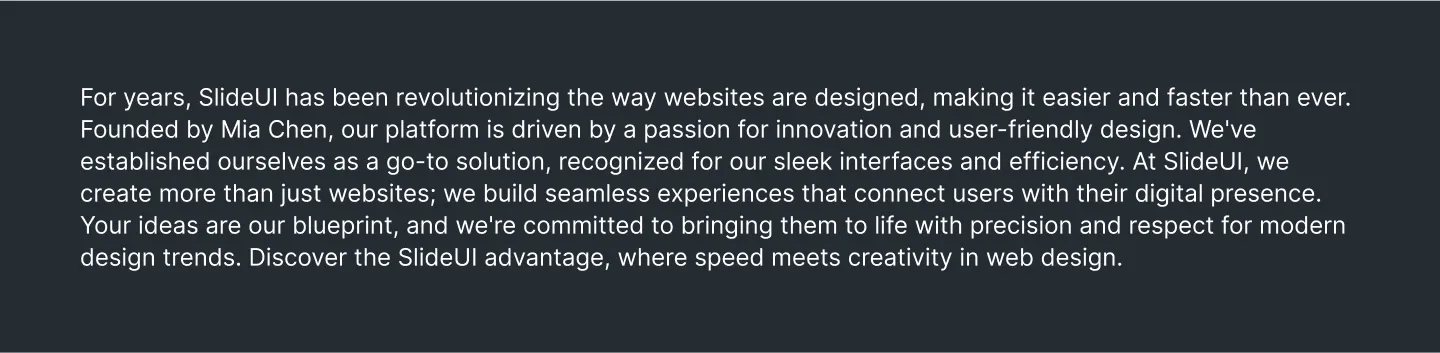 For years, SlideUI has been revolutionizing the way websites are designed, making it easier and faster than ever.
Founded by Mia Chen, our platform is driven by a passion for innovation and user-friendly design. We've
established ourselves as a go-to solution, recognized for our sleek interfaces and efficiency. At SlideUI, we
create more than just websites; we build seamless experiences that connect users with their digital presence.
Your ideas are our blueprint, and we're committed to bringing them to life with precision and respect for modern
design trends. Discover the SlideUI advantage, where speed meets creativity in web design.